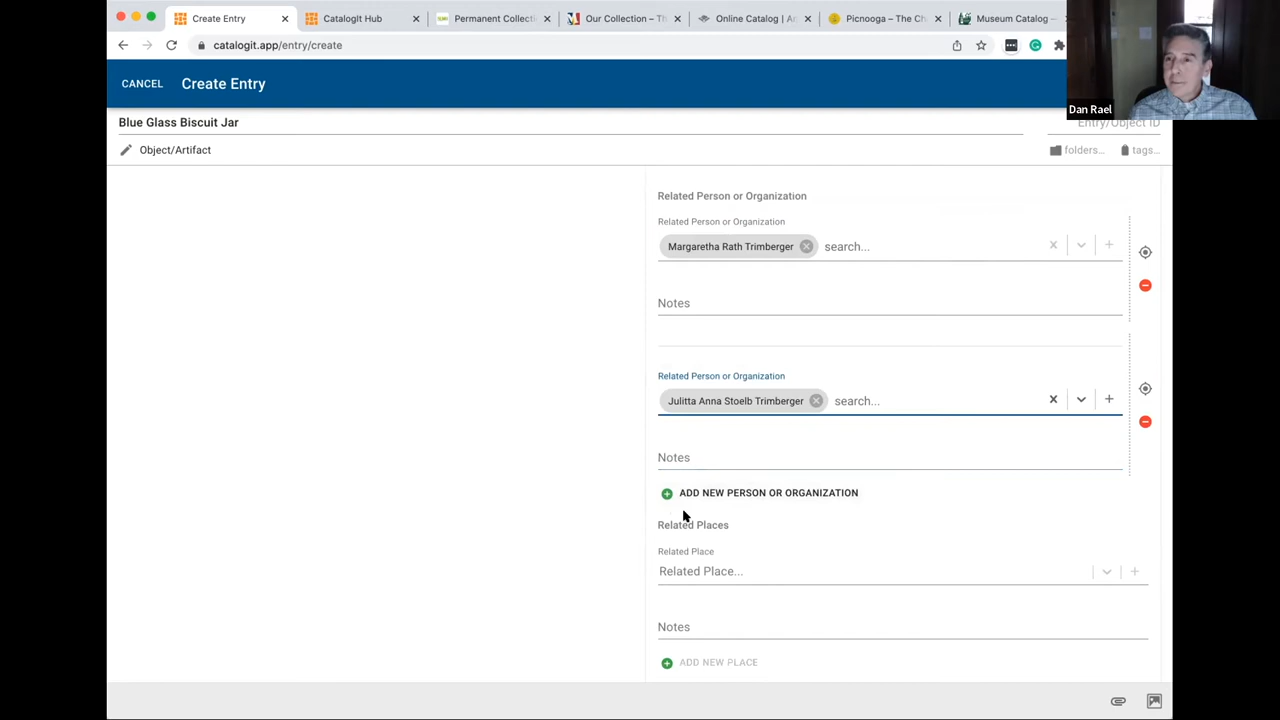 Create Entry
CatalogIt Hub
Permanent Collecti
Our Collection – Th
Online Catalog | A
Picnooga – The Ch
Museum Catalog –
catalogit.app/entry/create
CANCEL
Create Entry
Dan Rael
Blue Glass Biscuit Jar
Entry/Object ID
Object/Artifact
folders...
tags...
Related Person or Organization
Related Person or Organization
Margaretha Rath Trimberger
search...
Notes
Related Person or Organization
Julitta Anna Stoelb Trimberger
search...
Notes
ADD NEW PERSON OR ORGANIZATION
Related Places
Related Place
Related Place...
Notes
ADD NEW PLACE